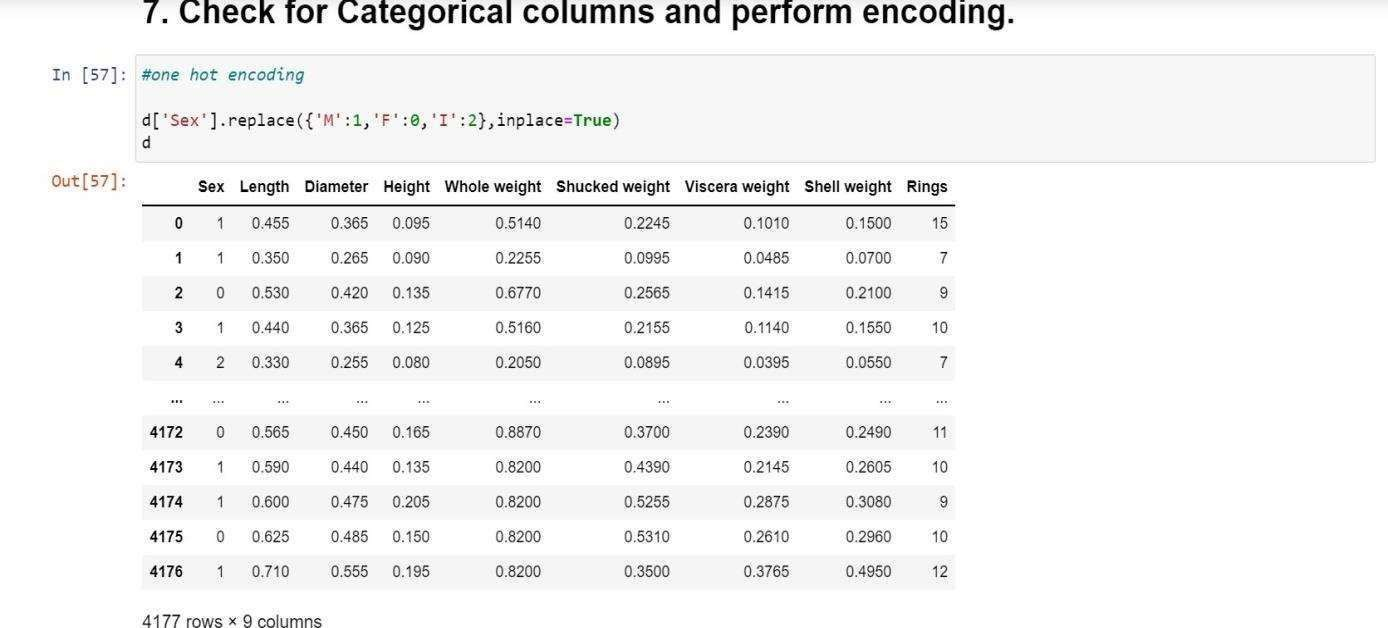 7. Check for Categorical columns and perform encoding.
In [57]: #one hot encoding
d['Sex'].replace({'M':1,'F':0,'I':2},inplace=True)
d
Out[57]:
Sex Length Diameter Height Whole weight Shucked weight Viscera weight Shell weight Rings
0 1 0.455 0.365 0.095 0.5140 0.2245 0.1010 0.1500 15
1 1 0.350 0.265 0.090 0.2255 0.0995 0.0485 0.0700 7
2 0 0.530 0.420 0.135 0.6770 0.2565 0.1415 0.2100 9
3 1 0.440 0.365 0.125 0.5160 0.2155 0.1140 0.1550 10
4 2 0.330 0.255 0.080 0.2050 0.0895 0.0395 0.0550 7
... ... ... ... ... ... ... ... ... ...
4172 0 0.565 0.450 0.165 0.8870 0.3700 0.2390 0.2490 11
4173 1 0.590 0.440 0.135 0.8200 0.4390 0.2145 0.2605 10
4174 1 0.600 0.475 0.205 0.8200 0.5255 0.2875 0.3080 9
4175 0 0.625 0.485 0.150 0.8200 0.5310 0.2610 0.2960 10
4176 1 0.710 0.555 0.195 0.8200 0.3500 0.3765 0.4950 12
4177 rows × 9 columns